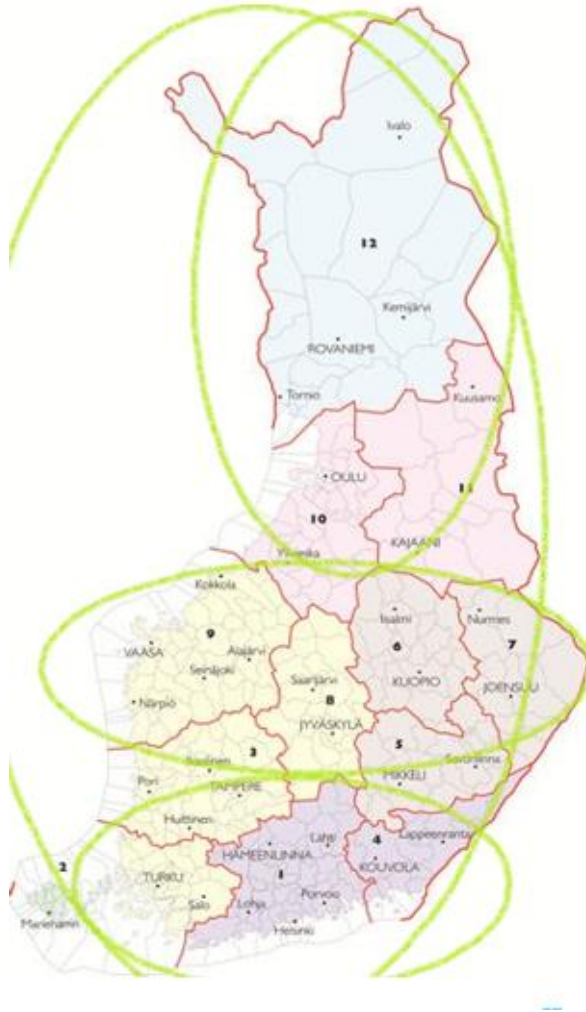 Ivalo
12
Kemijärvi
ROVANIEMI
Tornio
Kuusamo
OULU
11
10
KAJAANI
Ylivieska
Kokkola
Iisalmi
Nurmes
9
VAASA
Alajärvi
6
7
Seinäjoki
Saarijärvi
KUOPIO
JOENSUU
Närpiö
8
JYVÄSKYLÄ
3
5
Savonlinna
Pori
TAMPERE
MIKKELI
Huittinen
Lahti
4
Lappeenranta
HÄMEENLINNA
KOUVOLA
2
TURKU
1
Salo
Lohja
Porvoo
Mariehamn
Helsinki